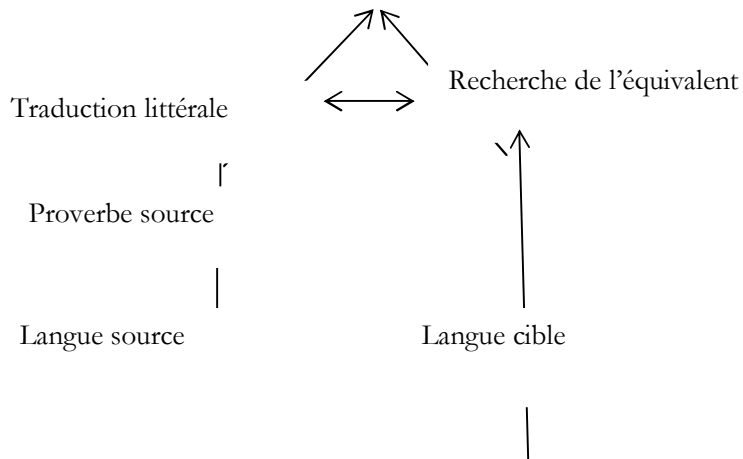 Recherche de l’équivalent
Traduction littérale
Proverbe source
Langue source
Langue cible